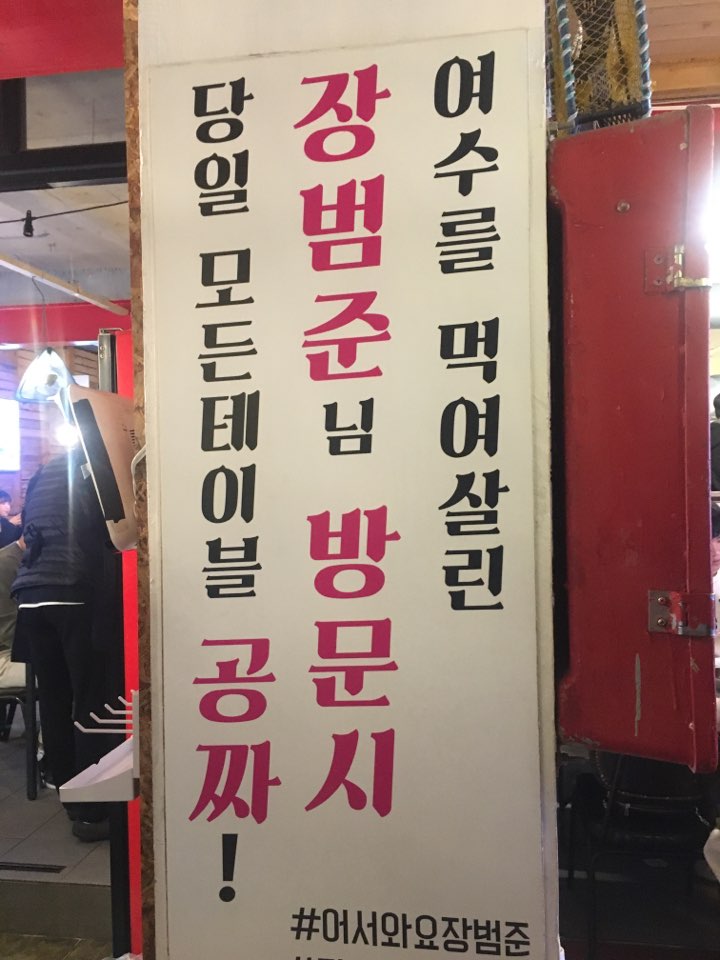 여수를 먹여살린
장범준님 방문시
당일 모든테이블 공짜!
#어서와요장범준